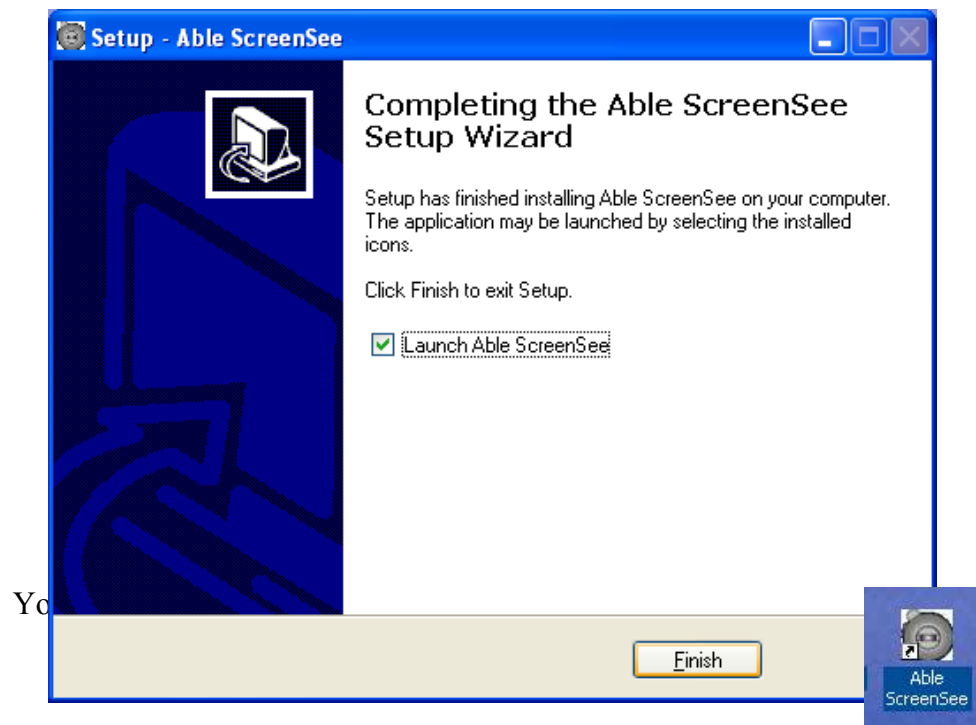 Setup - Able ScreenSee
Completing the Able ScreenSee
Setup Wizard
Setup has finished installing Able ScreenSee on your computer.
The application may be launched by selecting the installed
icons.
Click Finish to exit Setup.
Launch Able ScreenSee
Yo
Finish
Able
ScreenSee